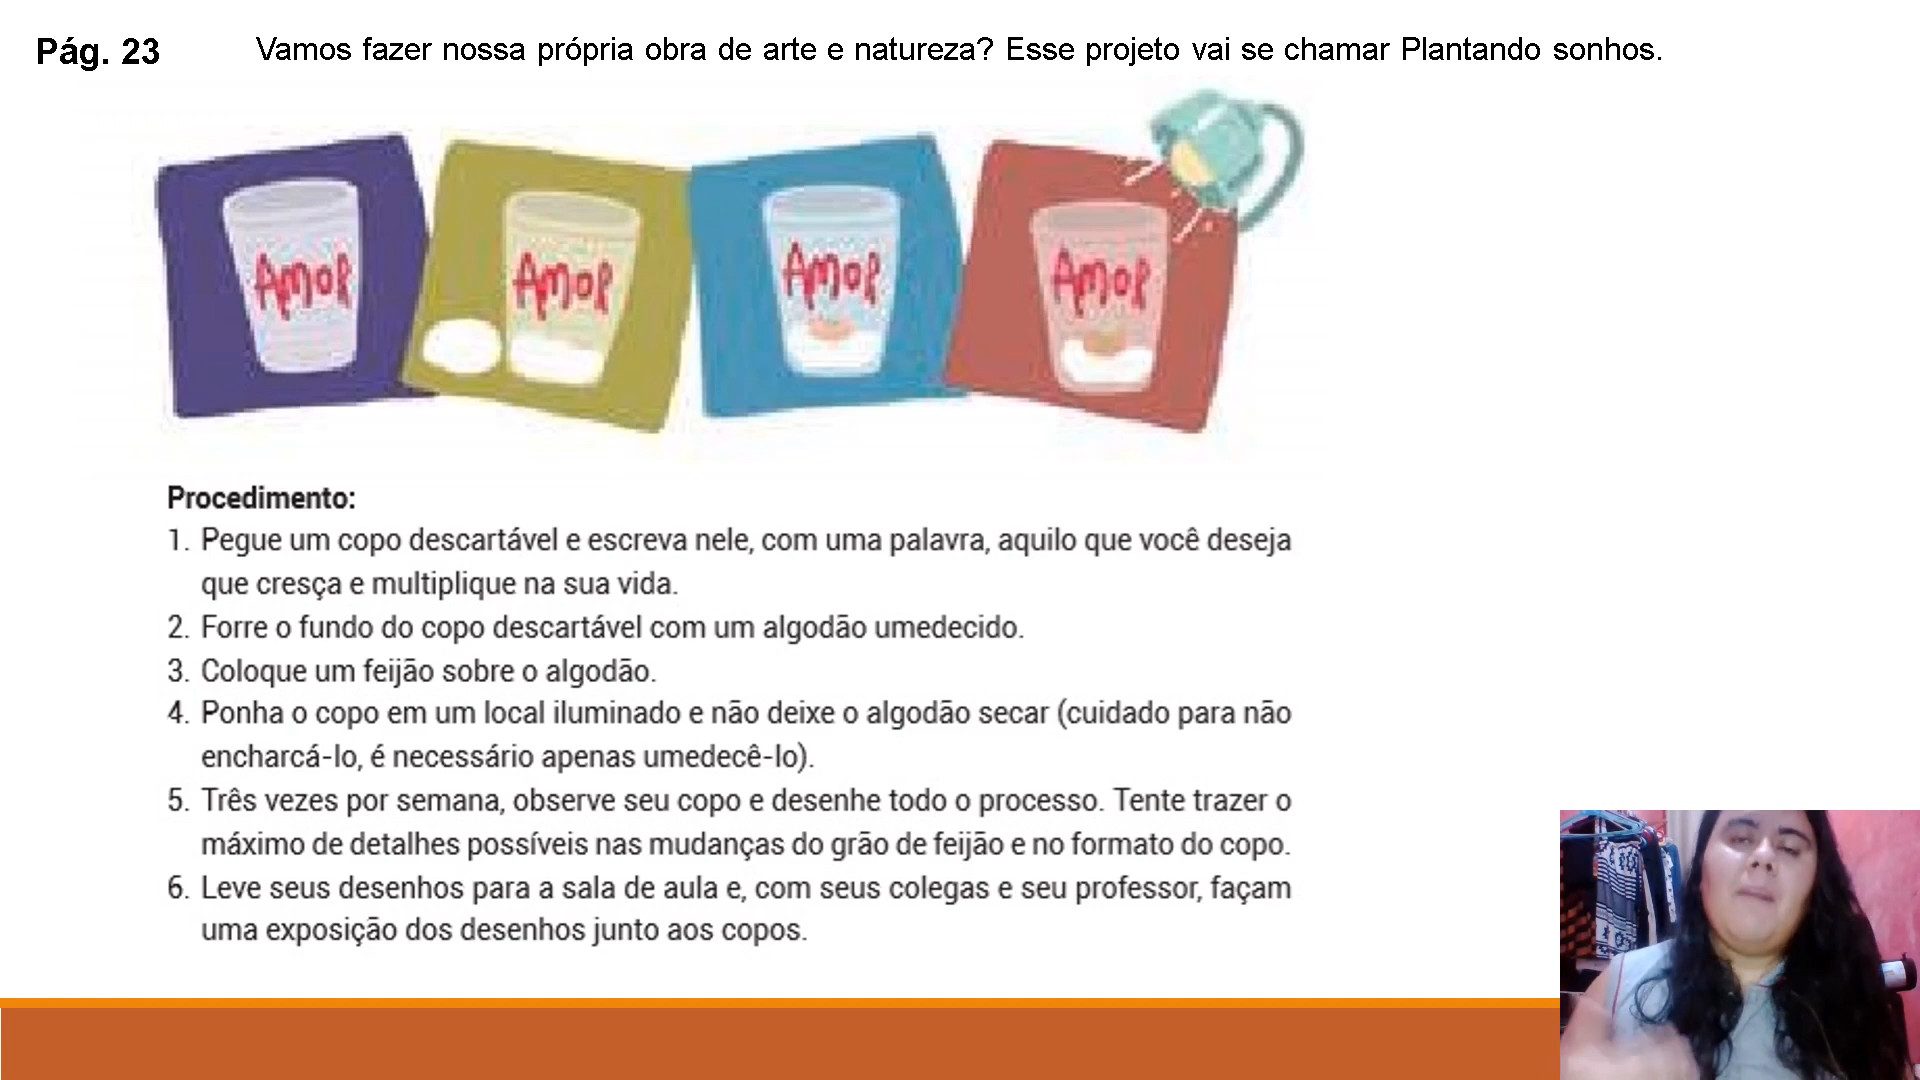 Pág. 23
Vamos fazer nossa própria obra de arte e natureza? Esse projeto vai se chamar Plantando sonhos.
Amor
Amor
Amor
Amor
Procedimento:
1. Pegue um copo descartável e escreva nele, com uma palavra, aquilo que você deseja
que cresça e multiplique na sua vida.
2. Forre o fundo do copo descartável com um algodão umedecido.
3. Coloque um feijão sobre o algodão.
4. Ponha o copo em um local iluminado e não deixe o algodão secar (cuidado para não
encharcá-lo, é necessário apenas umedecê-lo).
5. Três vezes por semana, observe seu copo e desenhe todo o processo. Tente trazer o
máximo de detalhes possíveis nas mudanças do grão de feijão e no formato do copo.
6. Leve seus desenhos para a sala de aula e, com seus colegas e seu professor, façam
uma exposição dos desenhos junto aos copos.